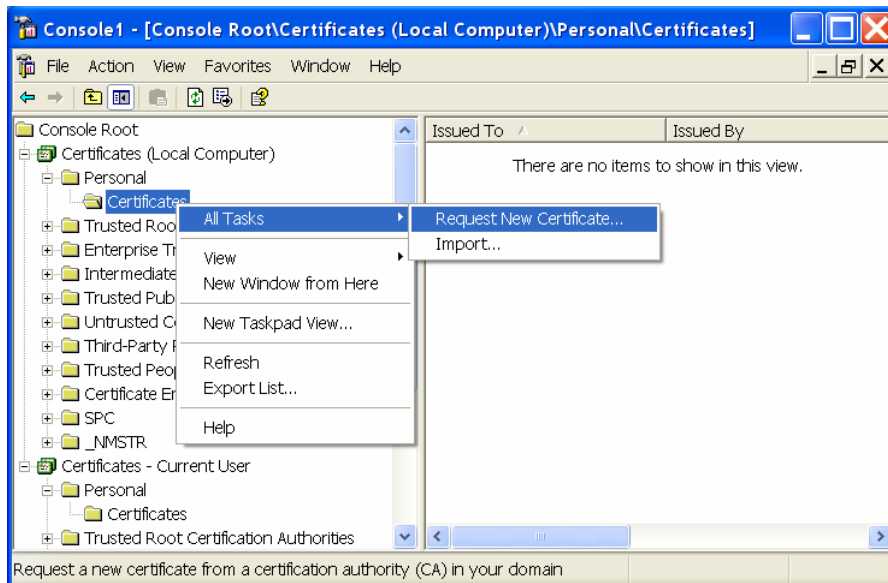 Console1 - [Console Root\Certificates (Local Computer)\Personal\Certificates]
File Action View Favorites Window Help
Console Root
Certificates (Local Computer)
Personal
Certificates
Trusted Roo
Enterprise Tr
Intermediate
Trusted Pub
Untrusted C
Third-Party
Trusted Peo
Certificate Er
SPC
_NMSTR
Certificates - Current User
Personal
Certificates
Trusted Root Certification Authorities
All Tasks
View
New Window from Here
New Taskpad View...
Refresh
Export List...
Help
Request New Certificate...
Import...
Issued To Issued By
There are no items to show in this view.
Request a new certificate from a certification authority (CA) in your domain